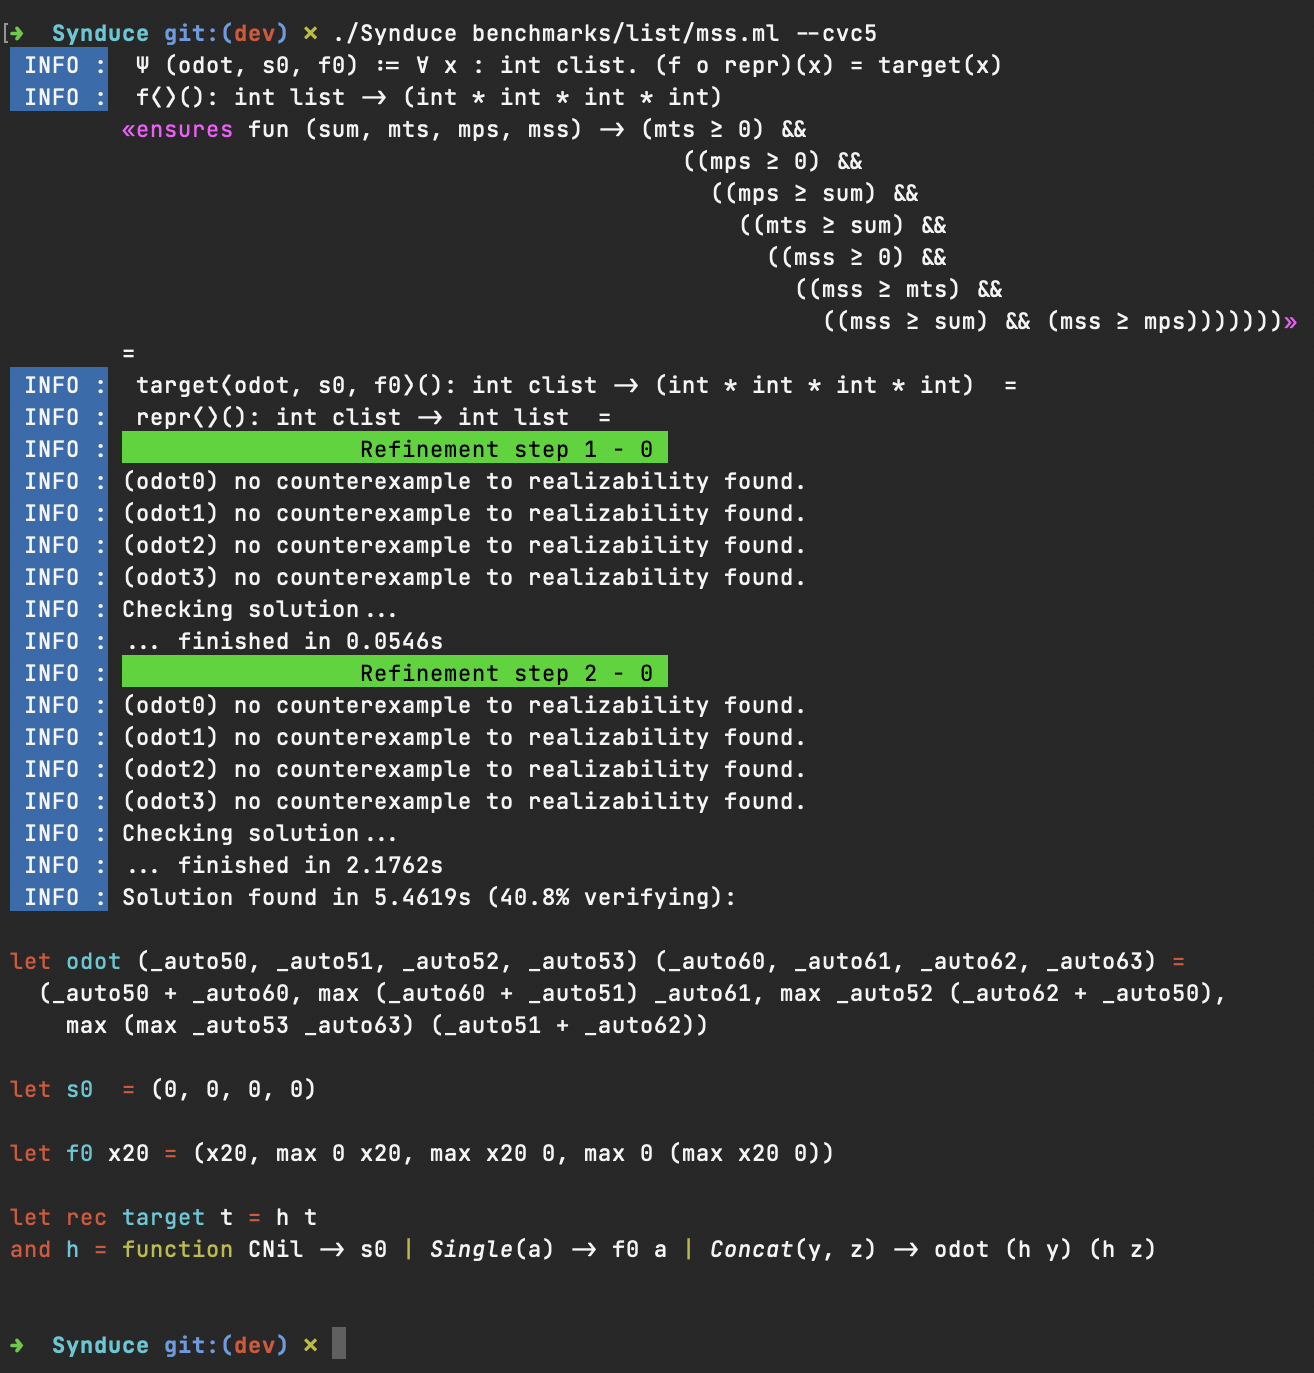 [➜  Synduce git:(dev) ✗ ./Synduce benchmarks/list/mss.ml --cvc5
INFO :  Ψ (odot, s0, f0) := ∀ x : int clist. (f o repr)(x) = target(x)
INFO :  f<>(): int list -> (int * int * int * int)
«ensures fun (sum, mts, mps, mss) -> (mts ≥ 0) &&
((mps ≥ 0) &&
((mps ≥ sum) &&
((mts ≥ sum) &&
((mss ≥ 0) &&
((mss ≥ mts) &&
((mss ≥ sum) && (mss ≥ mps)))))))»
=
INFO :  target<odot, s0, f0>(): int clist -> (int * int * int * int)  =
INFO :  repr<>(): int clist -> int list  =
INFO : Refinement step 1 - 0
INFO : (odot0) no counterexample to realizability found.
INFO : (odot1) no counterexample to realizability found.
INFO : (odot2) no counterexample to realizability found.
INFO : (odot3) no counterexample to realizability found.
INFO : Checking solution...
INFO : ... finished in 0.0546s
INFO : Refinement step 2 - 0
INFO : (odot0) no counterexample to realizability found.
INFO : (odot1) no counterexample to realizability found.
INFO : (odot2) no counterexample to realizability found.
INFO : (odot3) no counterexample to realizability found.
INFO : Checking solution...
INFO : ... finished in 2.1762s
INFO : Solution found in 5.4619s (40.8% verifying):
let odot (_auto50, _auto51, _auto52, _auto53) (_auto60, _auto61, _auto62, _auto63) =
(_auto50 + _auto60, max (_auto60 + _auto51) _auto61, max _auto52 (_auto62 + _auto50),
max (max _auto53 _auto63) (_auto51 + _auto62))
let s0  = (0, 0, 0, 0)
let f0 x20 = (x20, max 0 x20, max x20 0, max 0 (max x20 0))
let rec target t = h t
and h = function CNil -> s0 | Single(a) -> f0 a | Concat(y, z) -> odot (h y) (h z)
➜  Synduce git:(dev) ✗